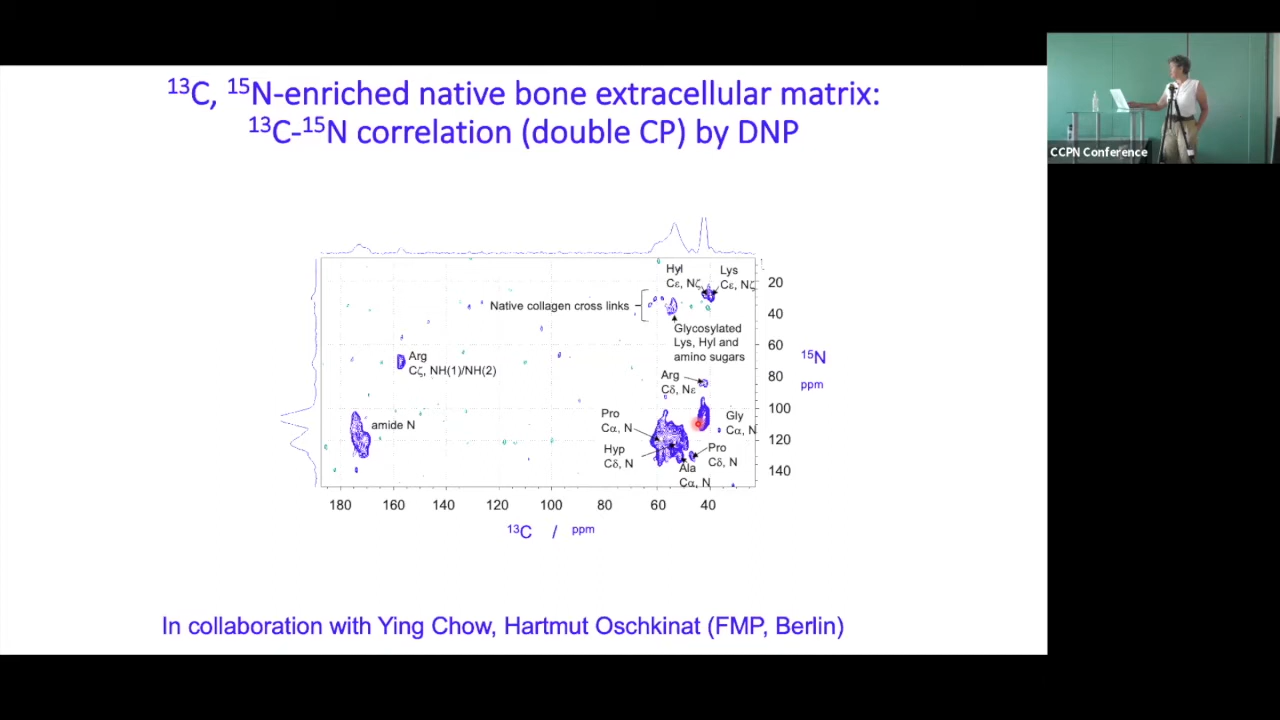 ¹³C, ¹⁵N-enriched native bone extracellular matrix:
¹³C-¹⁵N correlation (double CP) by DNP
CCPN Conference
Hyl
Cε, Nζ
Lys
Cε, Nζ
Native collagen cross links
Glycosylated
Lys, Hyl and
amino sugars
Arg
Cζ, NH(1)/NH(2)
Arg
Cδ, Nε
amide N
Pro
Cα, N
Hyp
Cδ, N
Gly
Cα, N
Pro
Cδ, N
Ala
Cα, N
20
40
60
80
100
120
140
¹⁵N
ppm
180 160 140 120 100 80 60 40
¹³C / ppm
In collaboration with Ying Chow, Hartmut Oschkinat (FMP, Berlin)